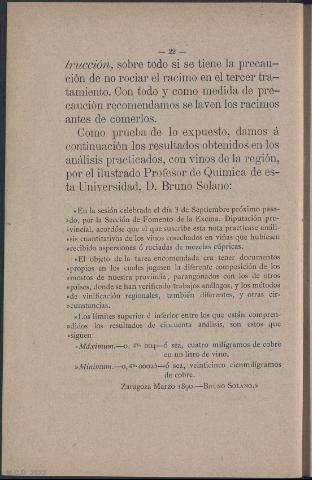 — 22 —
trucción, sobre todo si se tiene la precau-
ción de no rociar el racimo en el tercer tra-
tamiento. Con todo y como medida de pre-
caución recomendamos se laven los racimos
antes de comerlos.
Como prueba de lo expuesto, damos á
continuación los resultados obtenidos en los
análisis practicados, con vinos de la región,
por el ilustrado Profesor de Química de es-
ta Universidad, D. Bruno Solano:
«En la sesión celebrada el día 3 de Septiembre próximo pasa-
»do, por la Sección de Fomento de la Excma. Diputación pro-
»vincial, acordóse que el que suscribe esta nota practicase análi-
»sis cuantitativos de los vinos cosechados en viñas que hubiesen
»recibido aspersiones ó ruciadas de mezclas cúpricas.
»El objeto de la tarea encomendada era tener documentos
»propios en los cuales jugasen la diferente composición de los
»mostos de nuestra provincia, parangonados con los de otros
»países, donde se han verificado trabajos análogos, y los métodos
»de vinificación regionales, también diferentes, y otras cir-
»cunstancias.
»Los límites superior é inferior entre los que están compren-
»didos los resultados de cincuenta análisis, son estos que
»siguen:
»Máximum.—0, grs. 004—ó sea, cuatro miligramos de cobre
en un litro de vino.
»Mínimum.—0, grs. 00025—ó sea, veinticinco cienmiligramos
de cobre.
Zaragoza Marzo 1890.—BRUNO SOLANO.»